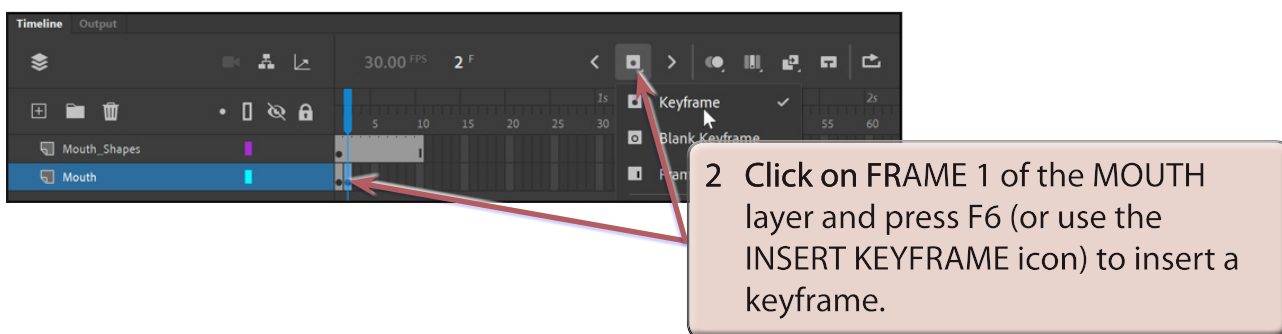 Timeline Output
30.00 FPS 2 F
1s 2s
5 10 15 20 25 30 55 60
Keyframe
Blank Keyframe
Mouth_Shapes
Mouth
2 Click on FRAME 1 of the MOUTH
layer and press F6 (or use the
INSERT KEYFRAME icon) to insert a
keyframe.